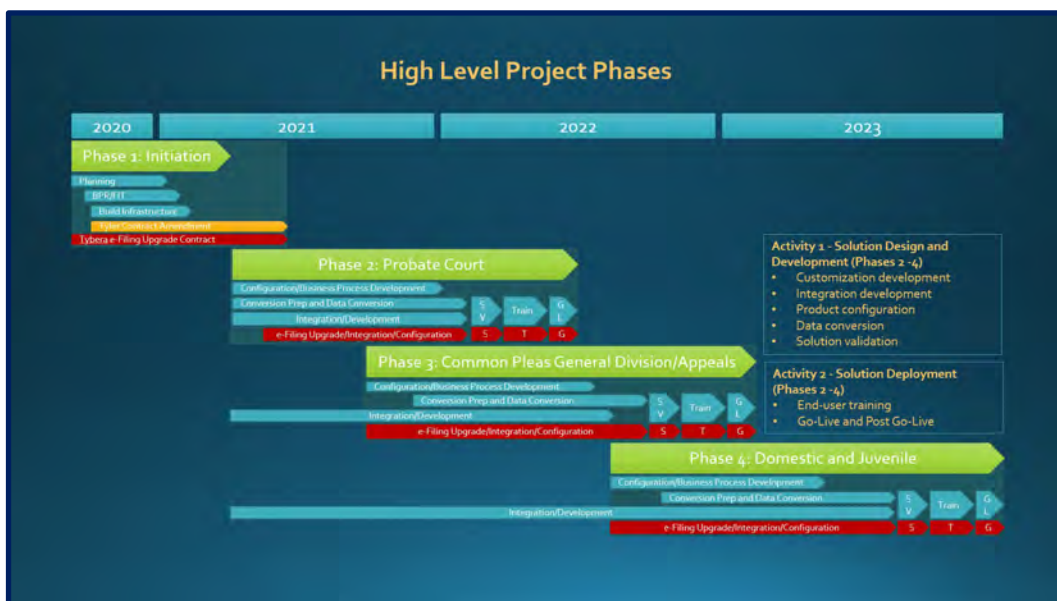 High Level Project Phases
2020 2021 2022 2023
Phase 1: Initiation
Planning
BPR/FIT
Build Infrastructure
Tyler Contract Amendment
Tybera e-Filing Upgrade Contract
Phase 2: Probate Court
Configuration/Business Process Development
Conversion Prep and Data Conversion
Integration/Development
S V Train G L
e-Filing Upgrade/Integration/Configuration S T G
Phase 3: Common Pleas General Division/Appeals
Configuration/Business Process Development
Conversion Prep and Data Conversion
Integration/Development
S V Train G L
e-Filing Upgrade/Integration/Configuration S T G
Phase 4: Domestic and Juvenile
Configuration/Business Process Development
Conversion Prep and Data Conversion
Integration/Development
S V Train G L
e-Filing Upgrade/Integration/Configuration S T G
Activity 1 - Solution Design and
Development (Phases 2 -4)
• Customization development
• Integration development
• Product configuration
• Data conversion
• Solution validation
Activity 2 - Solution Deployment
(Phases 2 -4)
• End-user training
• Go-Live and Post Go-Live